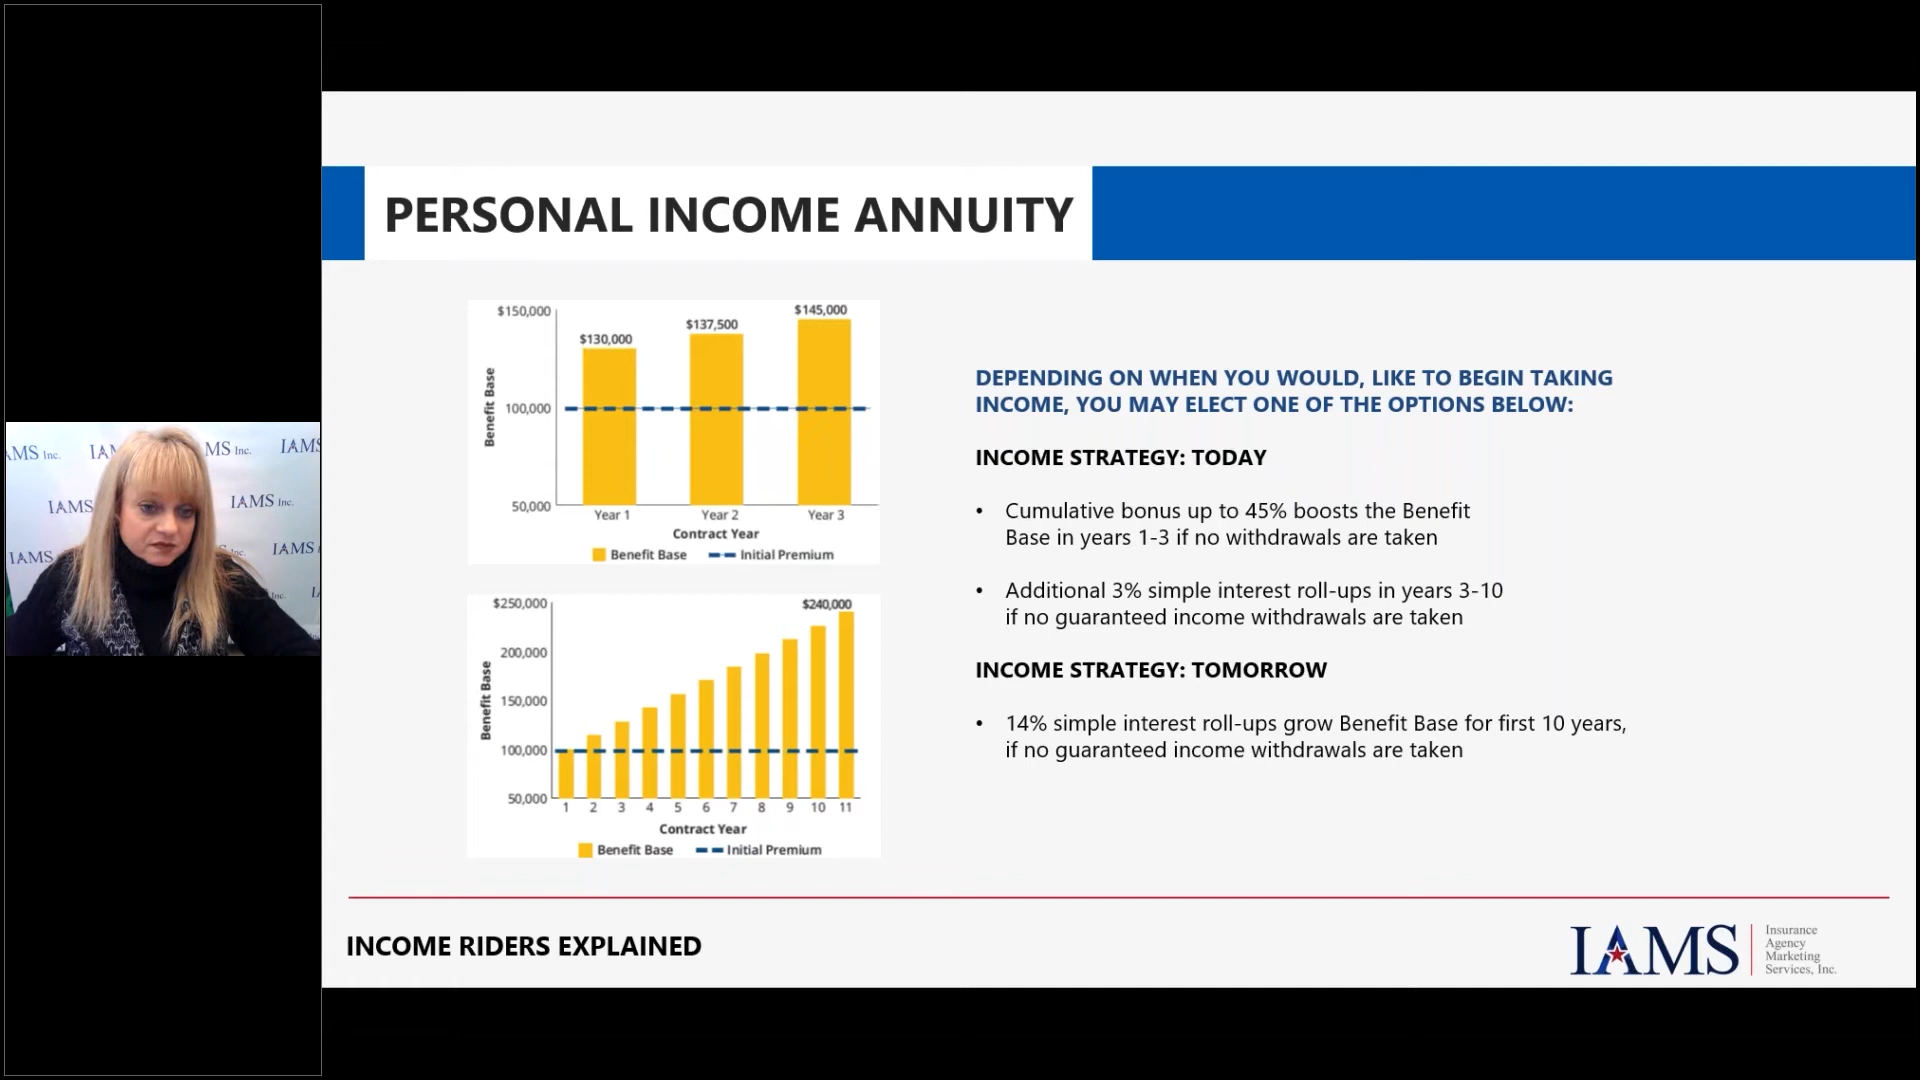 PERSONAL INCOME ANNUITY
$150,000
100,000
50,000
Benefit Base
$130,000
$137,500
$145,000
Year 1 Year 2 Year 3
Contract Year
Benefit Base Initial Premium
$250,000
200,000
150,000
100,000
50,000
Benefit Base
$240,000
1 2 3 4 5 6 7 8 9 10 11
Contract Year
Benefit Base Initial Premium
DEPENDING ON WHEN YOU WOULD, LIKE TO BEGIN TAKING
INCOME, YOU MAY ELECT ONE OF THE OPTIONS BELOW:
INCOME STRATEGY: TODAY
• Cumulative bonus up to 45% boosts the Benefit
Base in years 1-3 if no withdrawals are taken
• Additional 3% simple interest roll-ups in years 3-10
if no guaranteed income withdrawals are taken
INCOME STRATEGY: TOMORROW
• 14% simple interest roll-ups grow Benefit Base for first 10 years,
if no guaranteed income withdrawals are taken
INCOME RIDERS EXPLAINED
IAMS
Insurance
Agency
Marketing
Services, Inc.
AMS Inc. IAM MS Inc. IAMS
IAMS IAMS Inc.
IAMS Inc. IAMS
Inc.